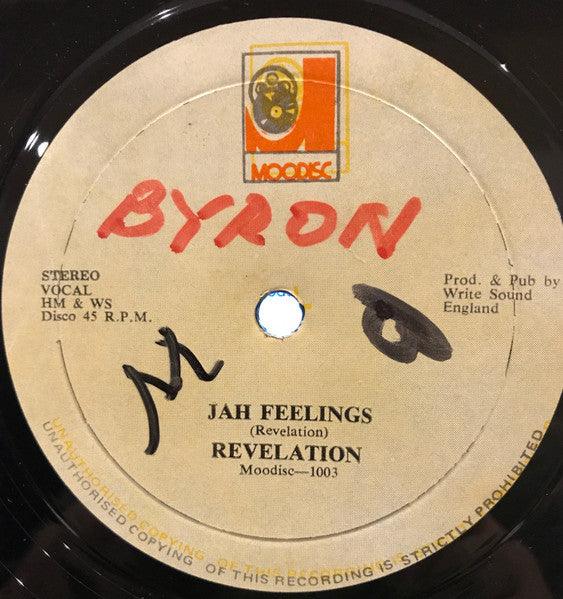 MOODISC
BYRON
STEREO
VOCAL
HM & WS
Disco 45 R.P.M.
Prod. & Pub by
Write Sound
England
M
JAH FEELINGS
(Revelation)
REVELATION
Moodisc—1003
UNAUTHORISED COPYING OF THIS RECORDING IS STRICTLY PROHIBITED